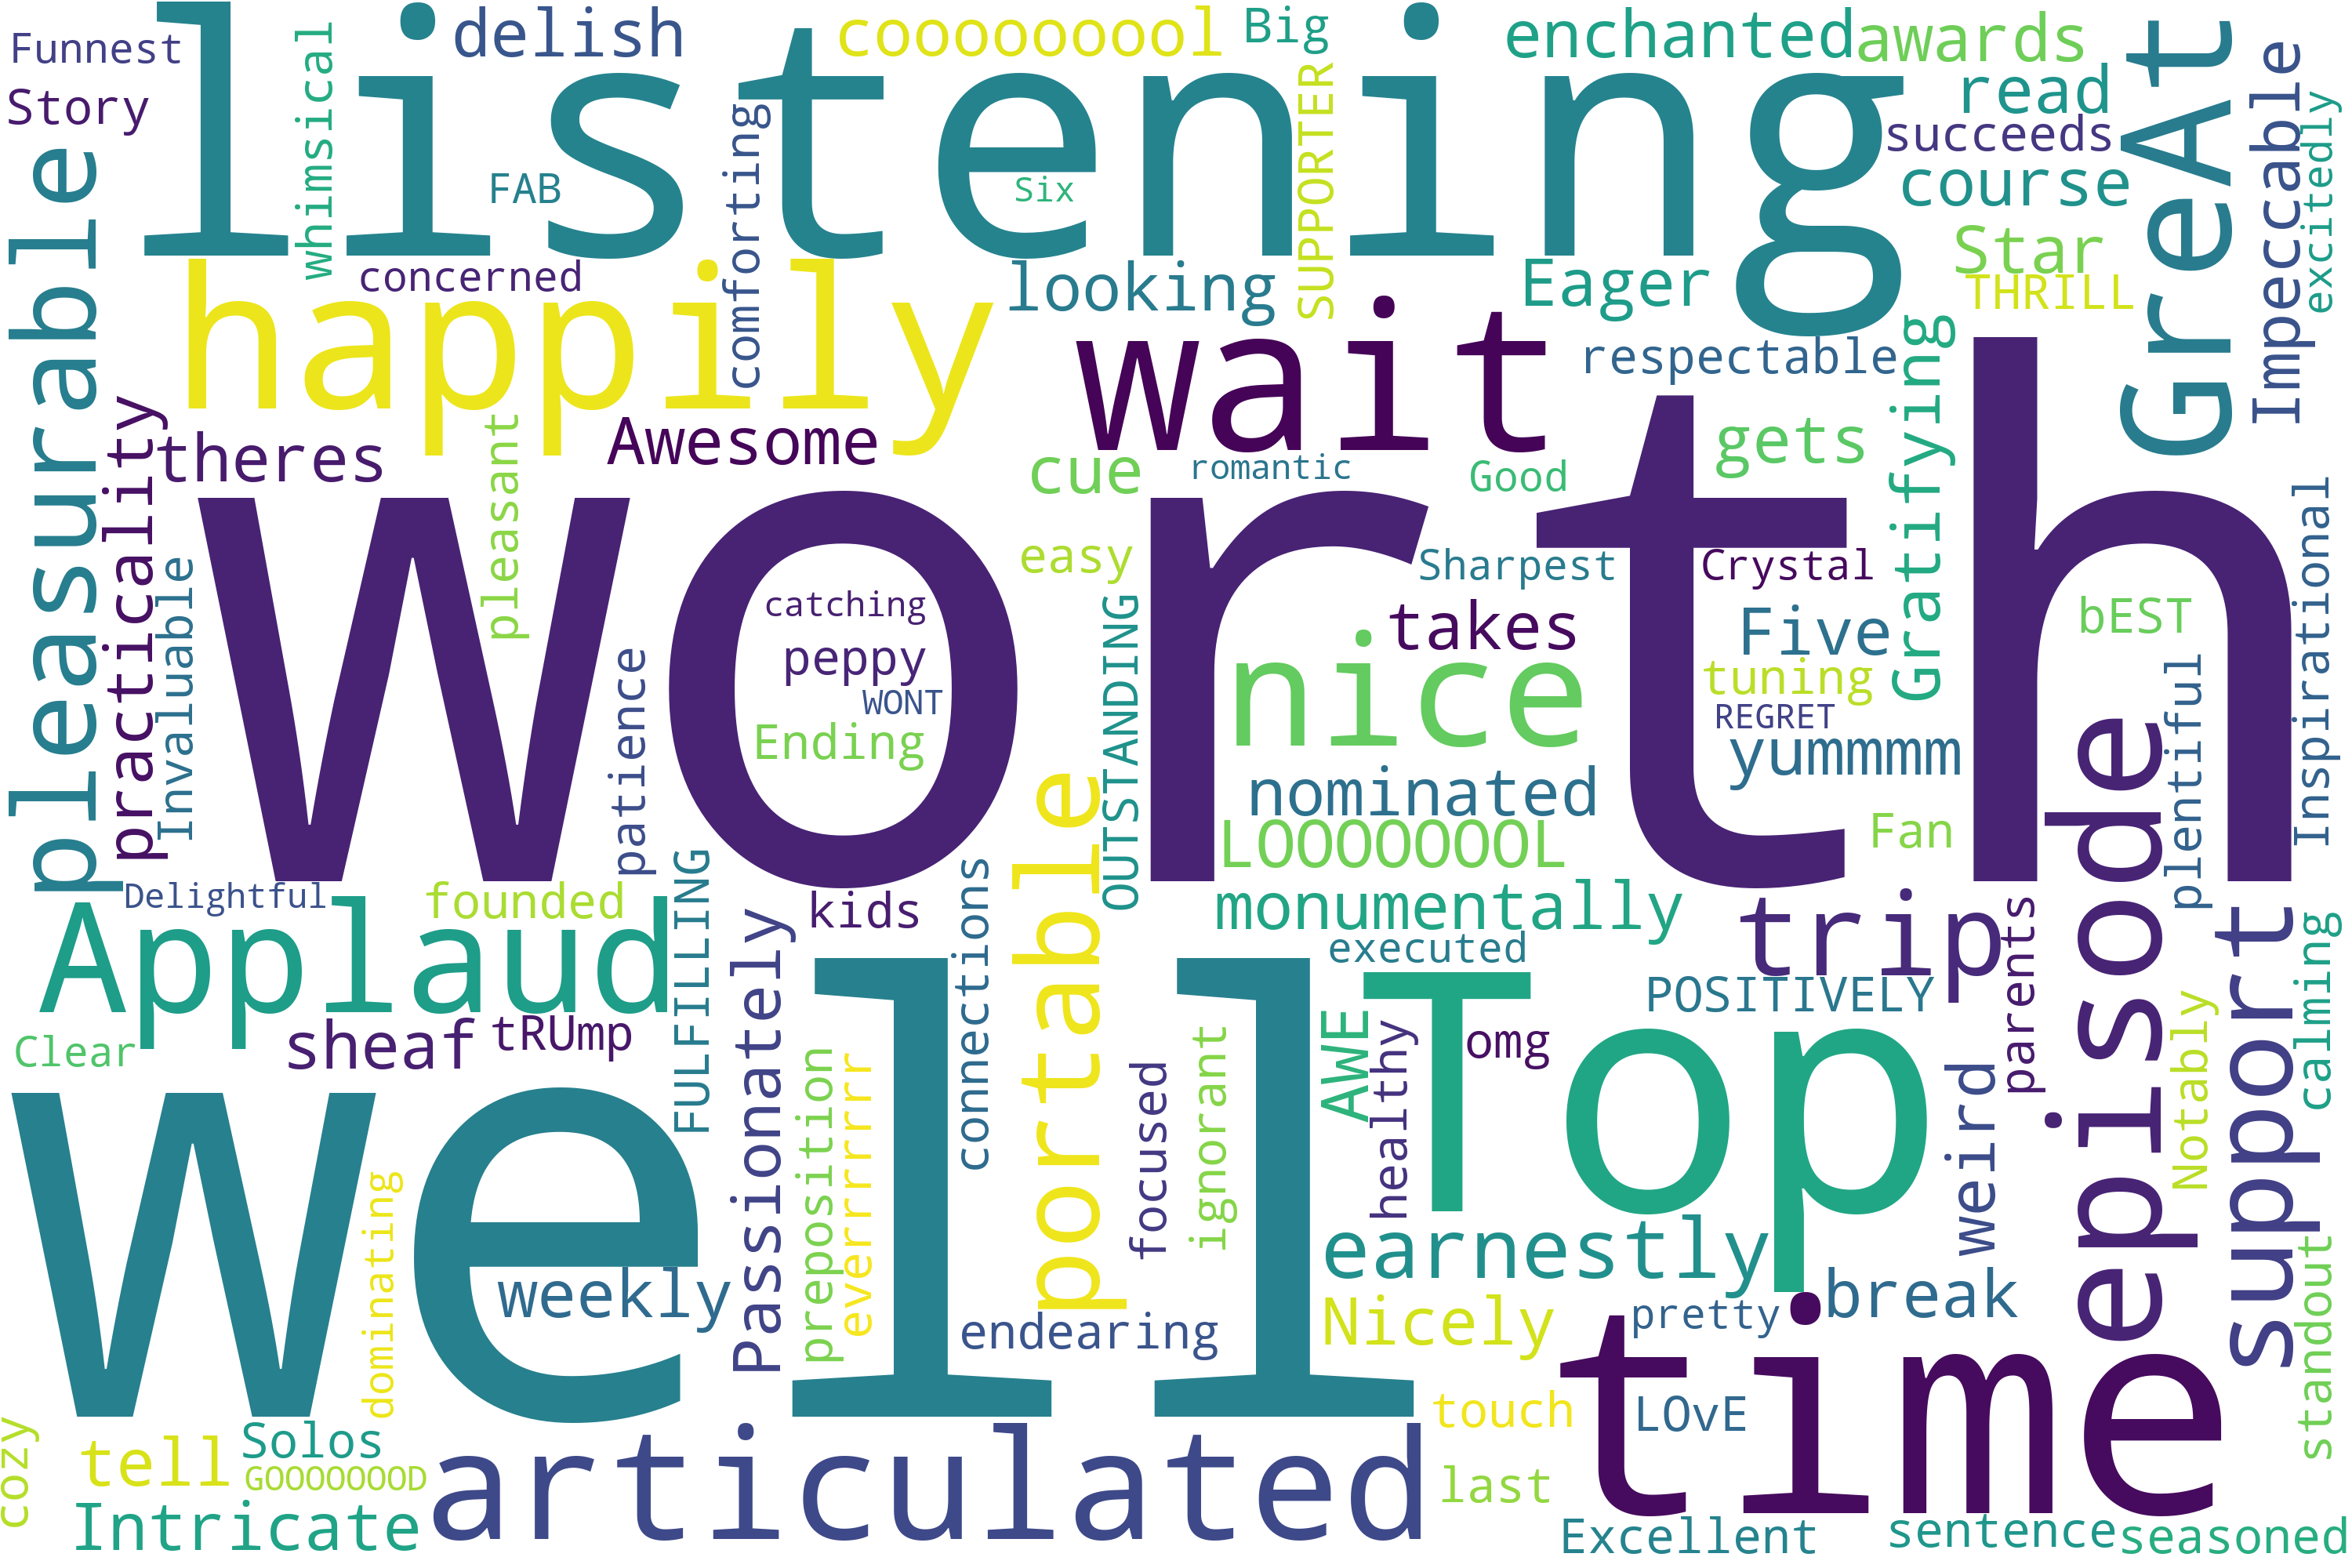 Funnest
delish
cooooooool
Big
enchanted
awards
Story
whimsical
listening
read
GreAt
Impeccable
excitedly
succeeds
SUPPORTER
FAB
Six
comforting
course
pleasurable
concerned
looking
Eager
Star
THRILL
happily
wait
respectable
Gratifying
practicality
theres
pleasant
Awesome
cue
romantic
Good
gets
Inspirational
worth
Invaluable
easy
Sharpest
Crystal
catching
peppy
WONT
Ending
patience
OUTSTANDING
takes
Five
bEST
nice
tuning
REGRET
yummmm
plentiful
nominated
LOOOOOOOL
Fan
episode
Delightful
founded
kids
connections
portable
monumentally
executed
trip
parents
support
calming
Applaud
FULFILLING
Passionately
POSITIVELY
Clear
sheaf
tRUmp
AWE
omg
healthy
Top
Notably
well
preposition
everrrrrr
focused
ignorant
weird
dominating
weekly
earnestly
break
standout
endearing
Nicely
pretty
time
cozy
tell
Solos
GOOOOOOOD
articulated
touch
LOvE
last
Intricate
Excellent
sentence
seasoned